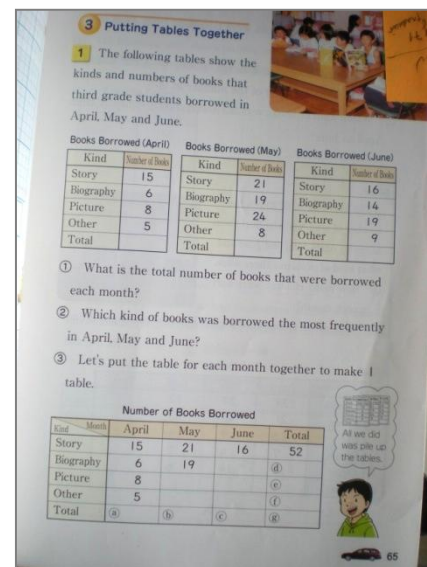 3 Putting Tables Together
1 The following tables show the
kinds and numbers of books that
third grade students borrowed in
April, May and June.
Books Borrowed (April)
Kind Number of Books
Story 15
Biography 6
Picture 8
Other 5
Total
Books Borrowed (May)
Kind Number of Books
Story 21
Biography 19
Picture 24
Other 8
Total
Books Borrowed (June)
Kind Number of Books
Story 16
Biography 14
Picture 19
Other 9
Total
① What is the total number of books that were borrowed
each month?
② Which kind of books was borrowed the most frequently
in April, May and June?
③ Let's put the table for each month together to make 1
table.
Number of Books Borrowed
Kind Month April May June Total
Story 15 21 16 52
Biography 6 19 ⓓ
Picture 8 ⓔ
Other 5 ⓕ
Total ⓐ ⓑ ⓒ ⓖ
All we did
was pile up
the tables.
65